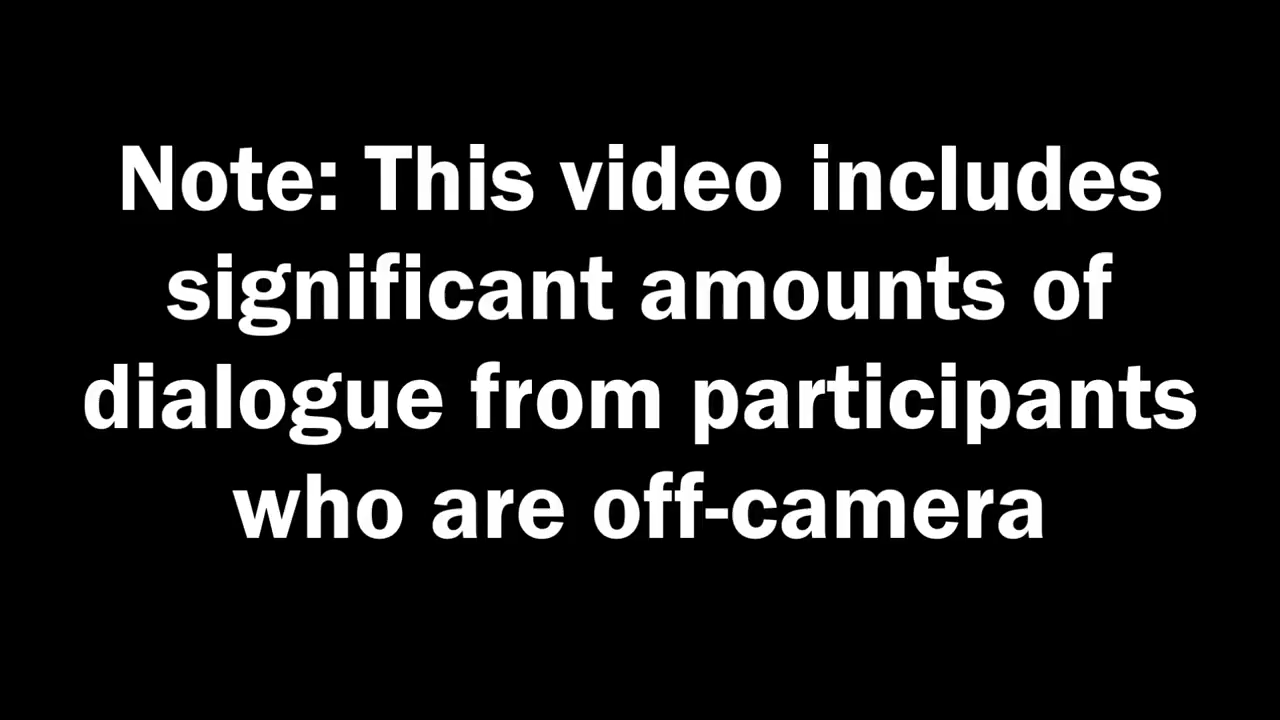 Note: This video includes
significant amounts of
dialogue from participants
who are off-camera